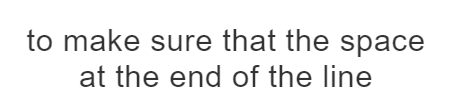 to make sure that the space
at the end of the line